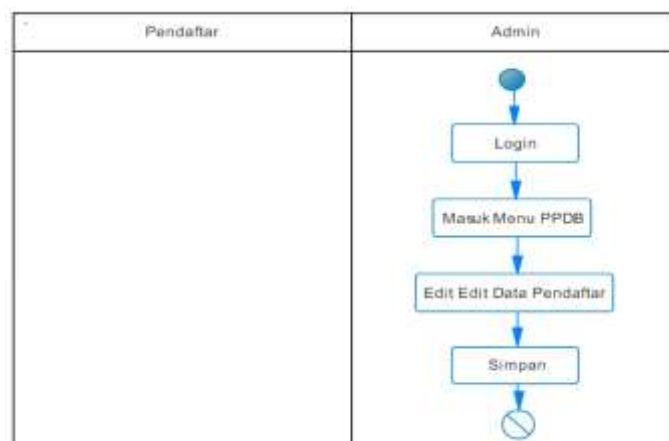 Pendaftar
Admin
Login
Masuk Menu PPDB
Edit Edit Data Pendaftar
Simpan